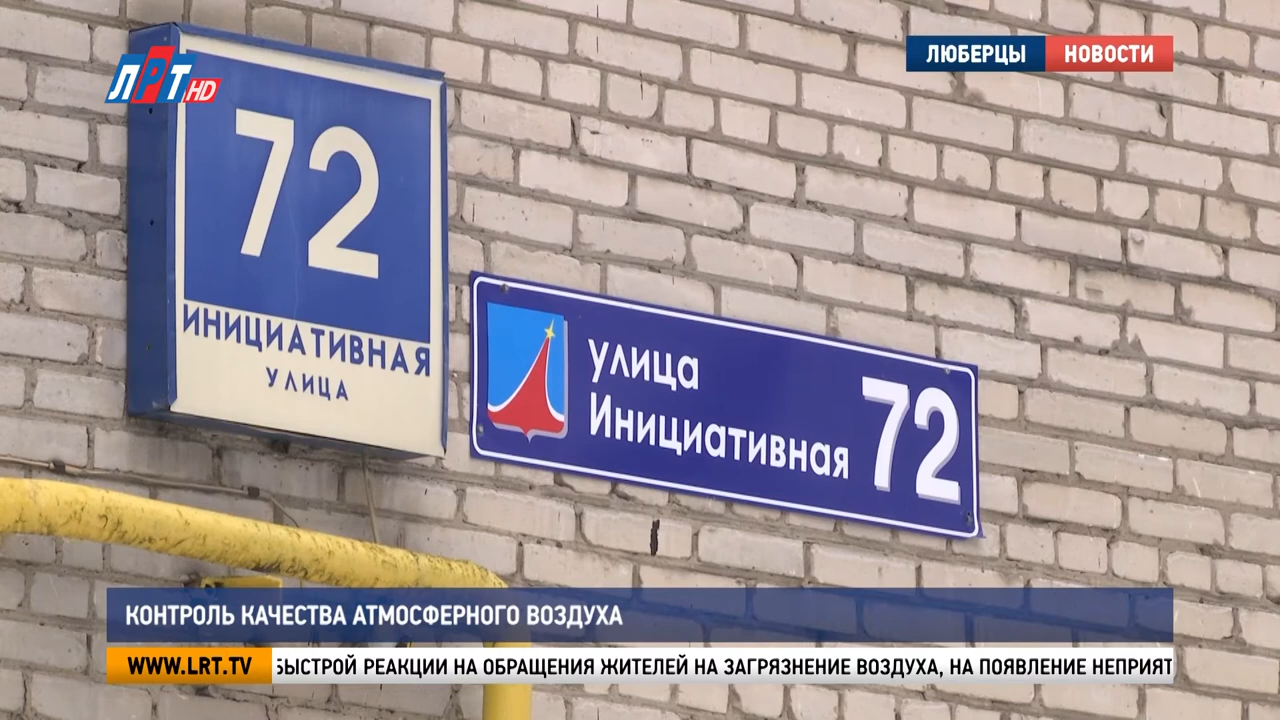 ЛРТ HD
ЛЮБЕРЦЫ НОВОСТИ
72
ИНИЦИАТИВНАЯ
УЛИЦА
улица
Инициативная
72
КОНТРОЛЬ КАЧЕСТВА АТМОСФЕРНОГО ВОЗДУХА
WWW.LRT.TV
БЫСТРОЙ РЕАКЦИИ НА ОБРАЩЕНИЯ ЖИТЕЛЕЙ НА ЗАГРЯЗНЕНИЕ ВОЗДУХА, НА ПОЯВЛЕНИЕ НЕПРИЯТ